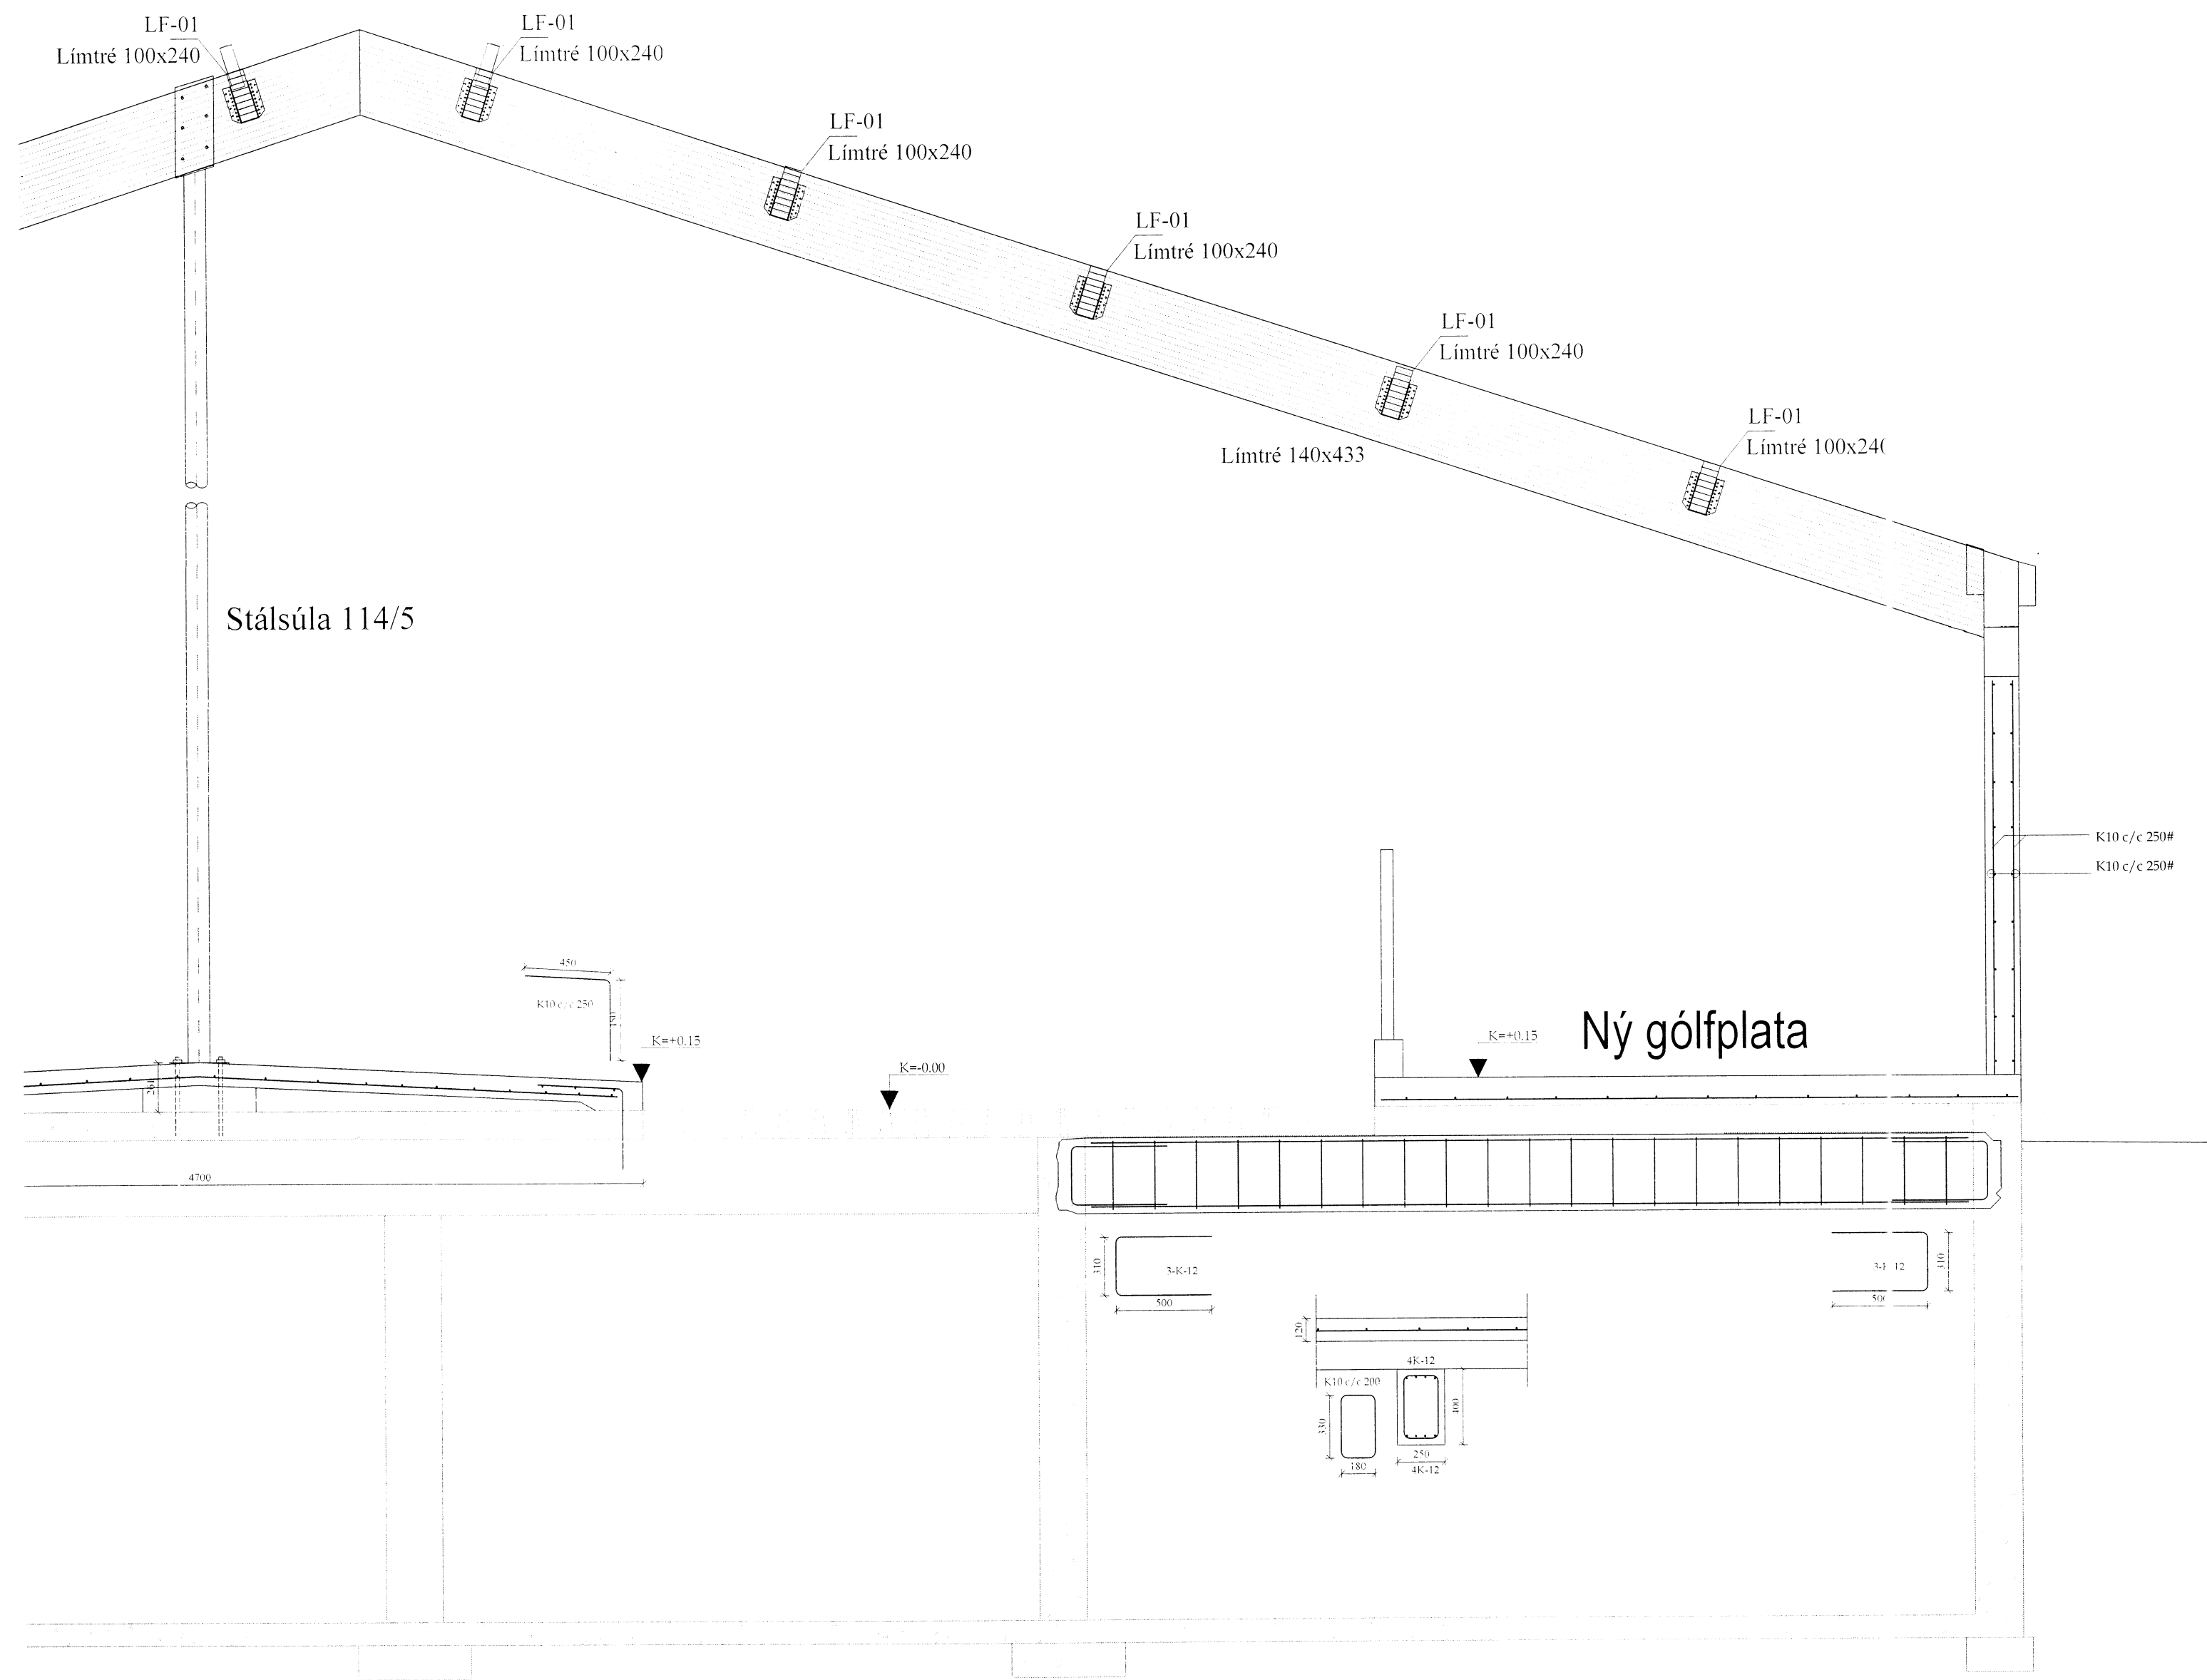 LF-01
Límtré 100x240
LF-01
Límtré 100x240
LF-01
Límtré 100x240
LF-01
Límtré 100x240
LF-01
Límtré 100x240
LF-01
Límtré 100x240
Límtré 140x433
Stálsúla 114/5
K10 c/c 250#
K10 c/c 250#
450
K10 c/c 250
K=+0.15
K=-0.00
K=+0.15
Ný gólfplata
4700
310
3-K-12
500
310
500
120
4K-12
K10 c/c 200
330
180
400
250
4K-12